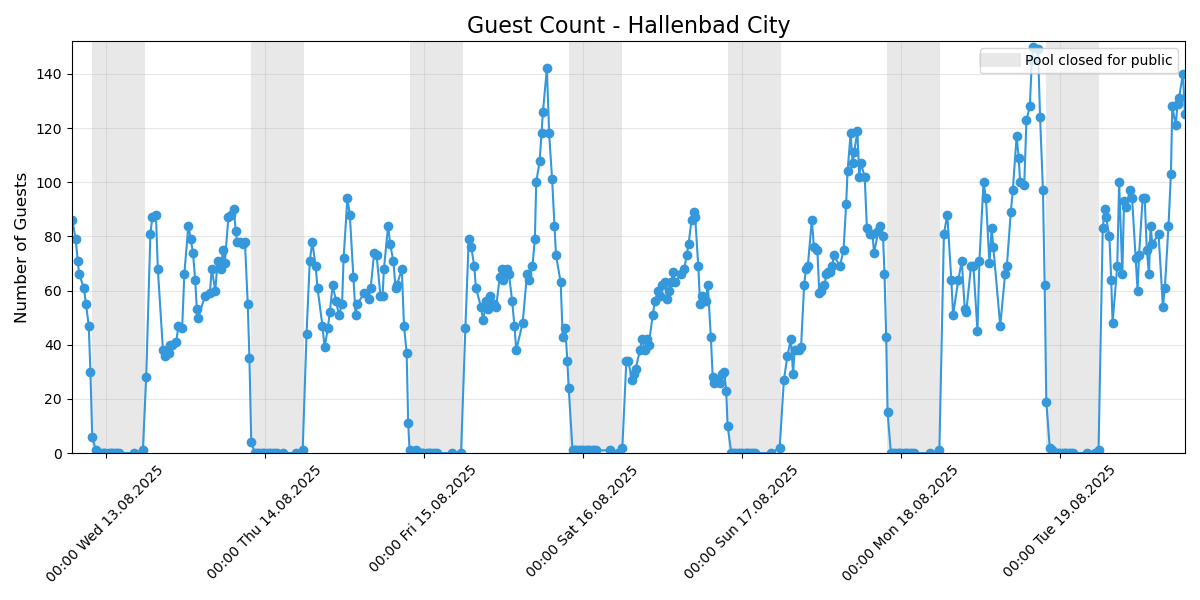 Guest Count - Hallenbad City
Pool closed for public
Number of Guests
140
120
100
80
60
40
20
0
00:00 Wed 13.08.2025
00:00 Thu 14.08.2025
00:00 Fri 15.08.2025
00:00 Sat 16.08.2025
00:00 Sun 17.08.2025
00:00 Mon 18.08.2025
00:00 Tue 19.08.2025